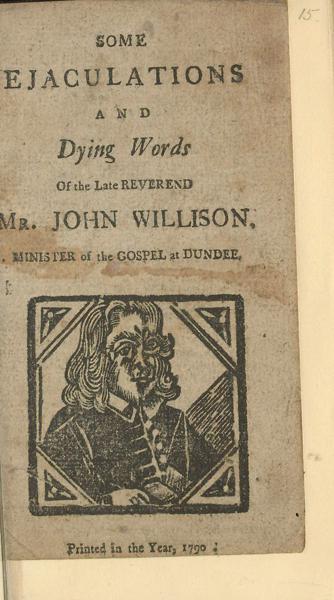 15.
SOME
EJACULATIONS
AND
Dying Words
Of the Late REVEREND
MR. JOHN WILLISON,
MINISTER of the GOSPEL at DUNDEE.
Printed in the Year, 1790 :